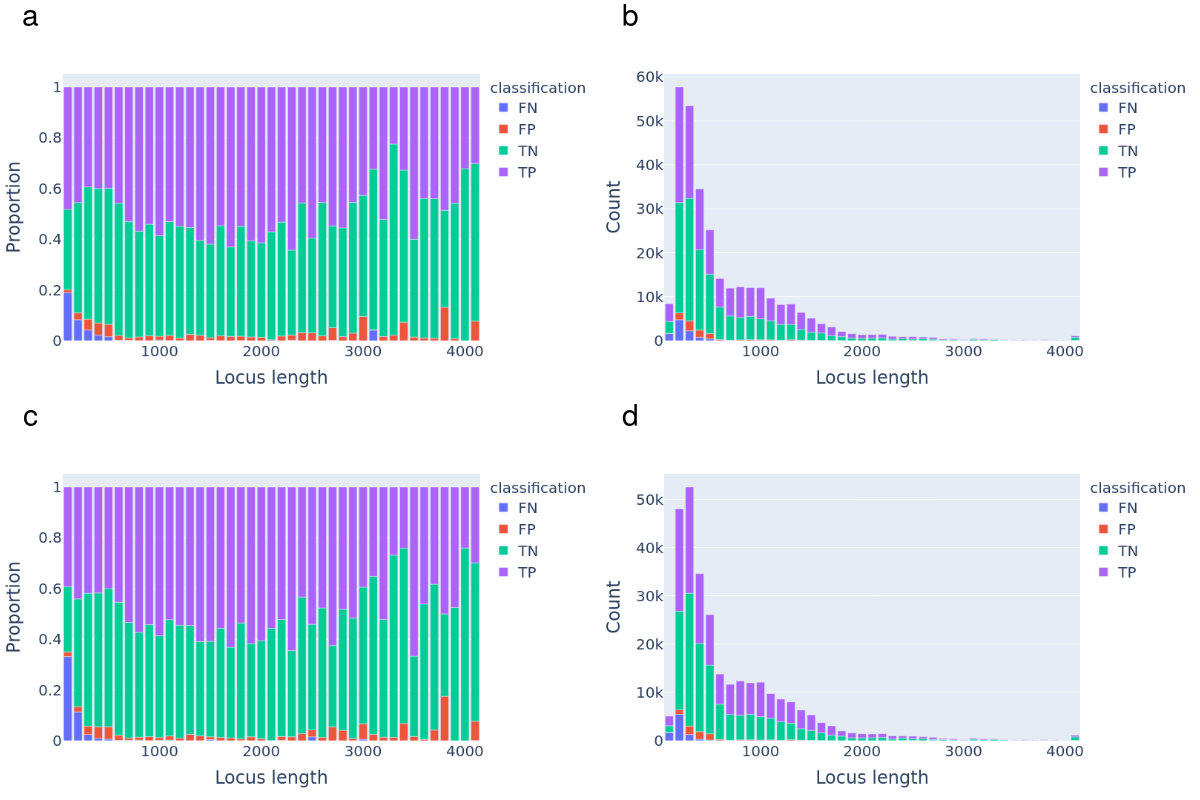 a
1
0.8
0.6
0.4
0.2
0
Proportion
1000 2000 3000 4000
Locus length
classification
FN
FP
TN
TP
b
60k
50k
40k
30k
20k
10k
0
Count
1000 2000 3000 4000
Locus length
classification
FN
FP
TN
TP
c
1
0.8
0.6
0.4
0.2
0
Proportion
1000 2000 3000 4000
Locus length
classification
FN
FP
TN
TP
d
50k
40k
30k
20k
10k
0
Count
1000 2000 3000 4000
Locus length
classification
FN
FP
TN
TP